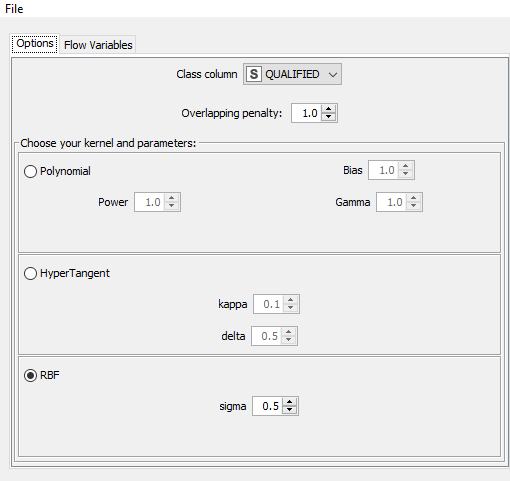 File
Options Flow Variables
Class column S QUALIFIED
Overlapping penalty: 1.0
Choose your kernel and parameters:
Polynomial Bias 1.0
Power 1.0 Gamma 1.0
HyperTangent
kappa 0.1
delta 0.5
RBF
sigma 0.5